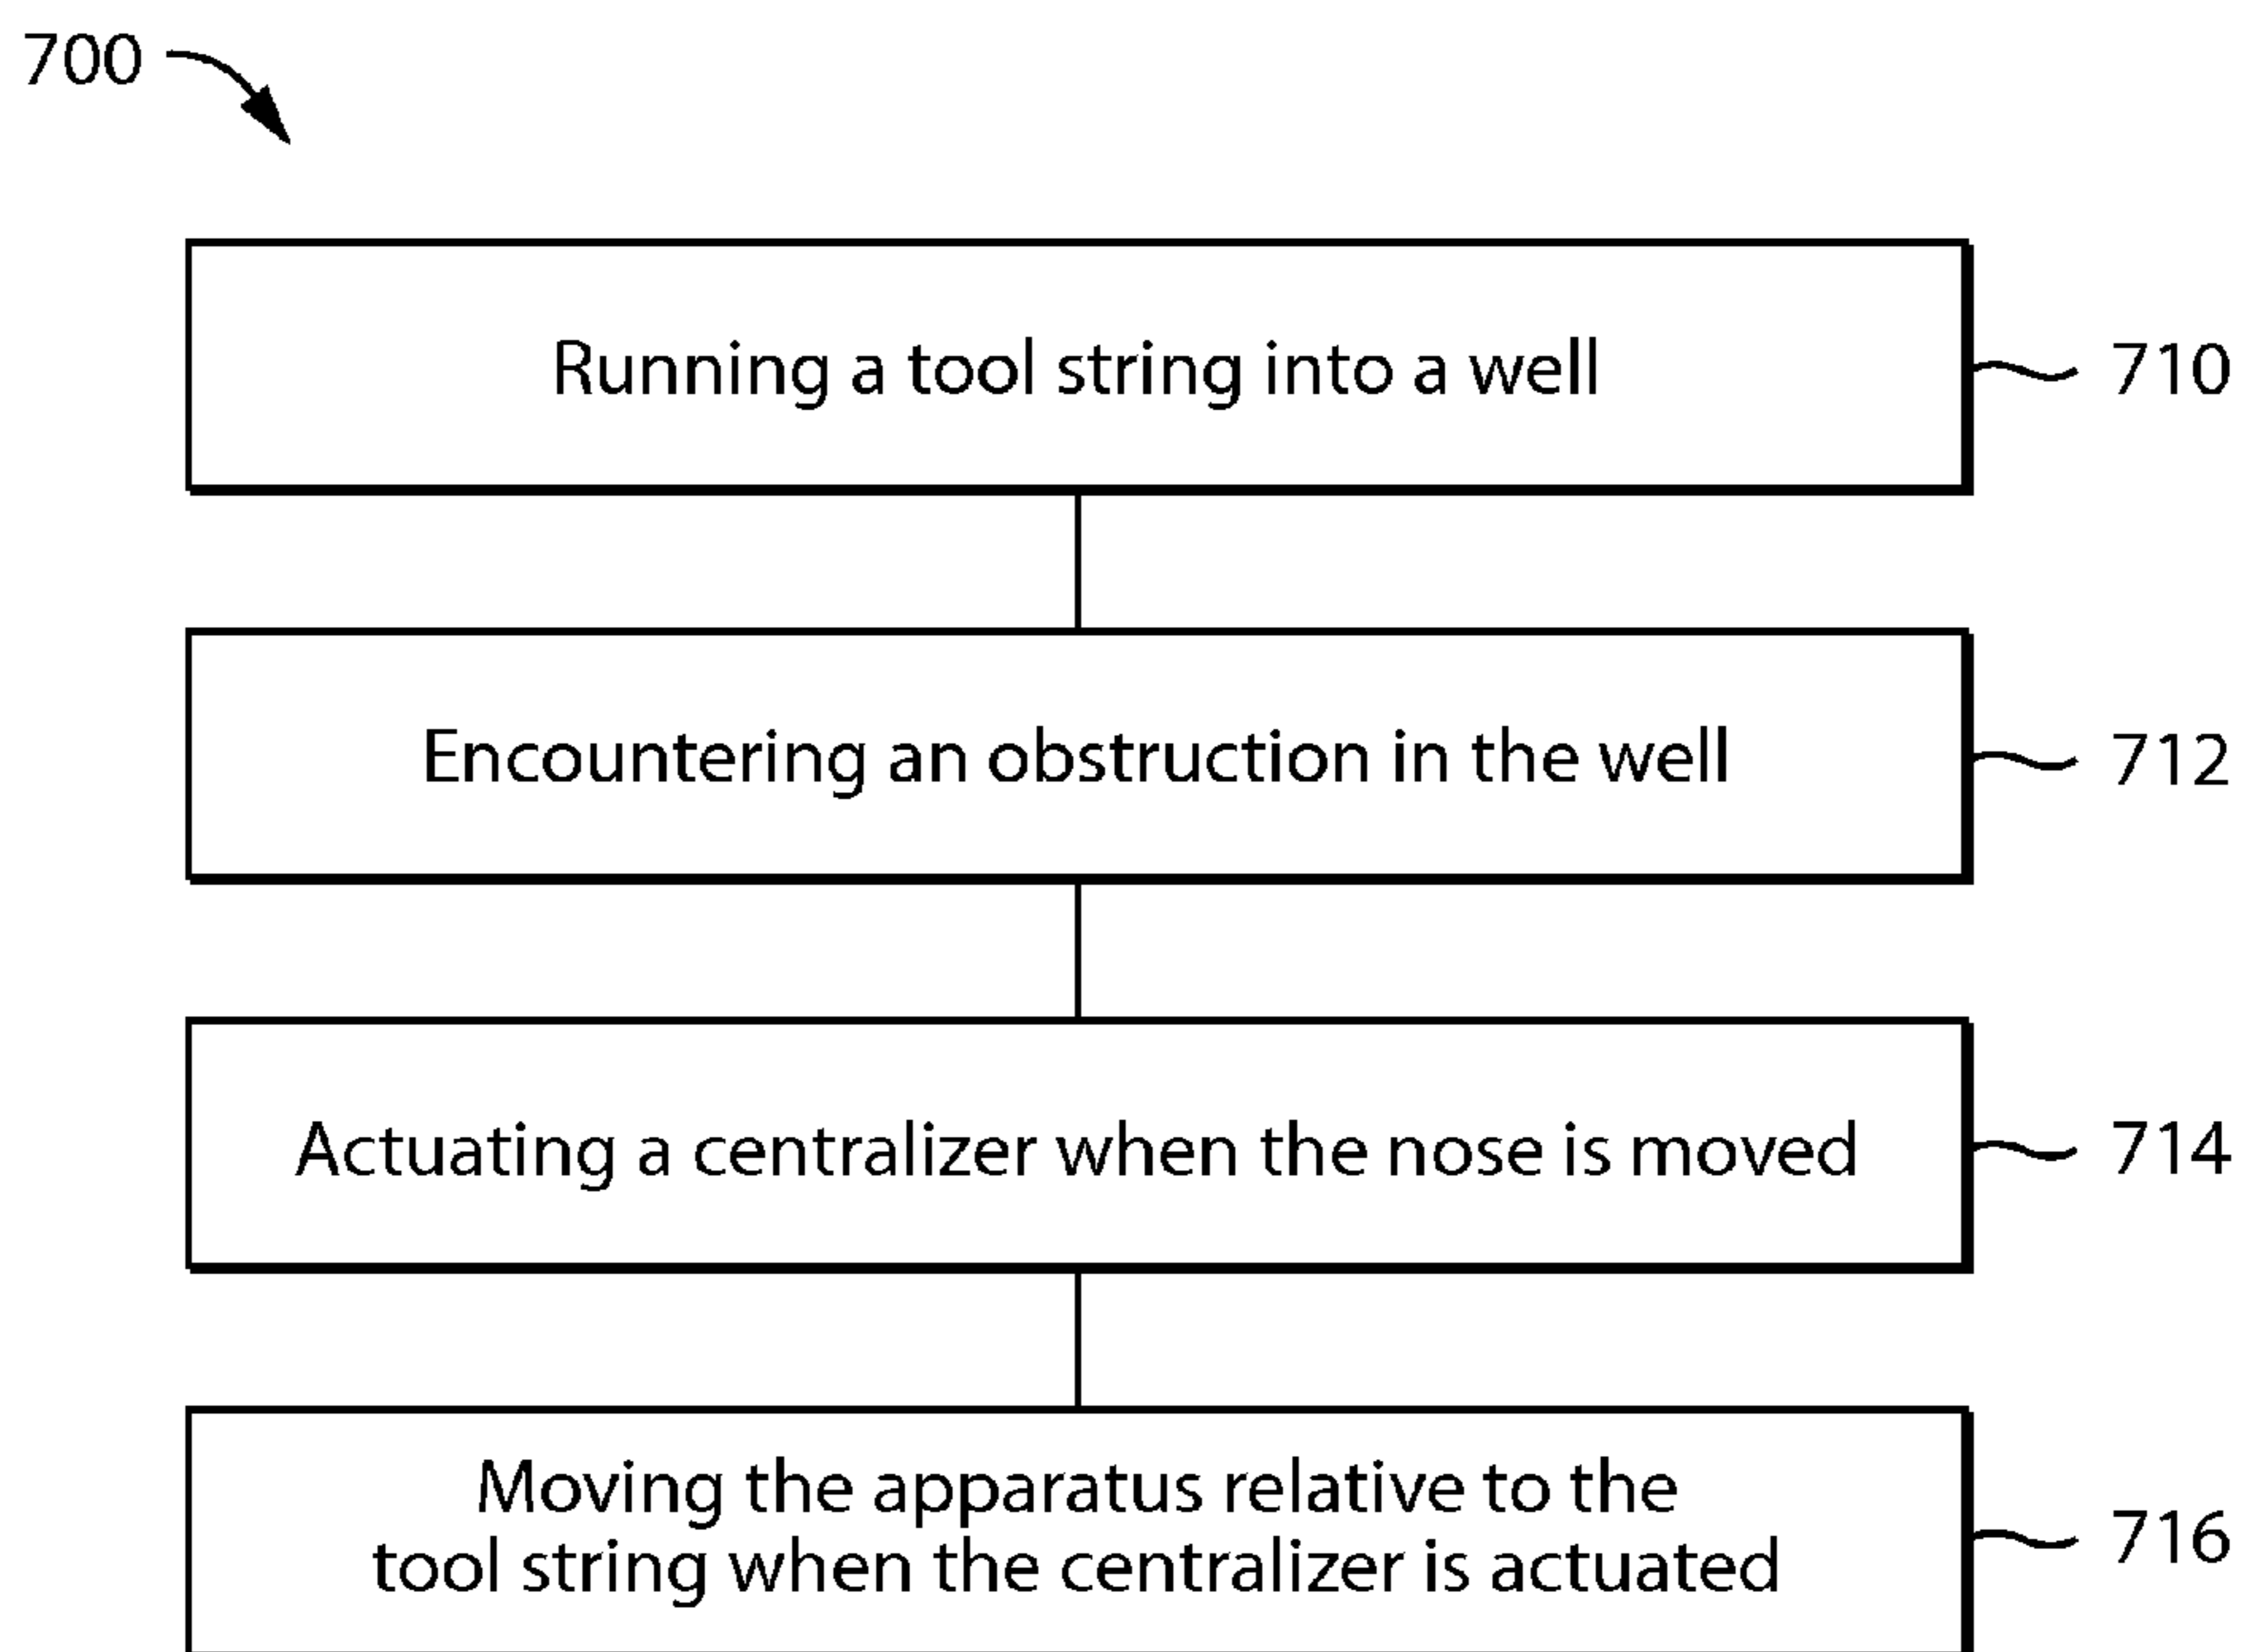 700
Running a tool string into a well
710
Encountering an obstruction in the well
712
Actuating a centralizer when the nose is moved
714
Moving the apparatus relative to the
tool string when the centralizer is actuated
716